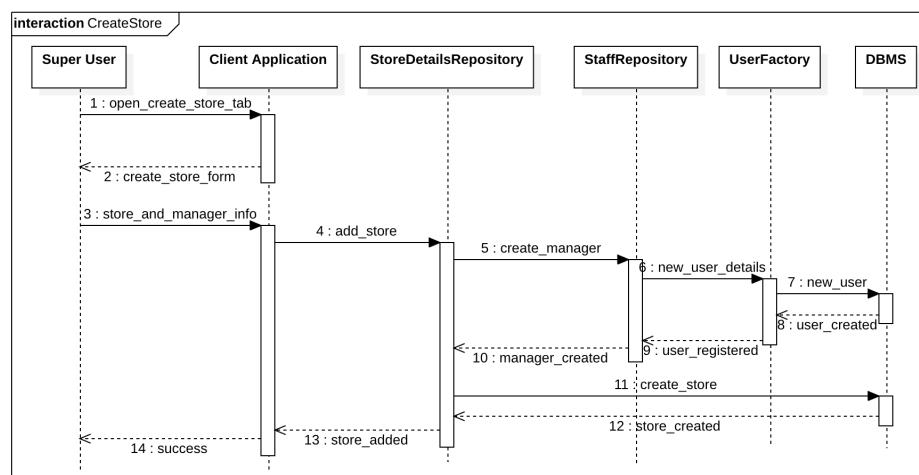 interaction CreateStore
Super User
Client Application
StoreDetailsRepository
StaffRepository
UserFactory
DBMS
1 : open_create_store_tab
2 : create_store_form
3 : store_and_manager_info
4 : add_store
5 : create_manager
6 : new_user_details
7 : new_user
8 : user_created
9 : user_registered
10 : manager_created
11 : create_store
12 : store_created
13 : store_added
14 : success